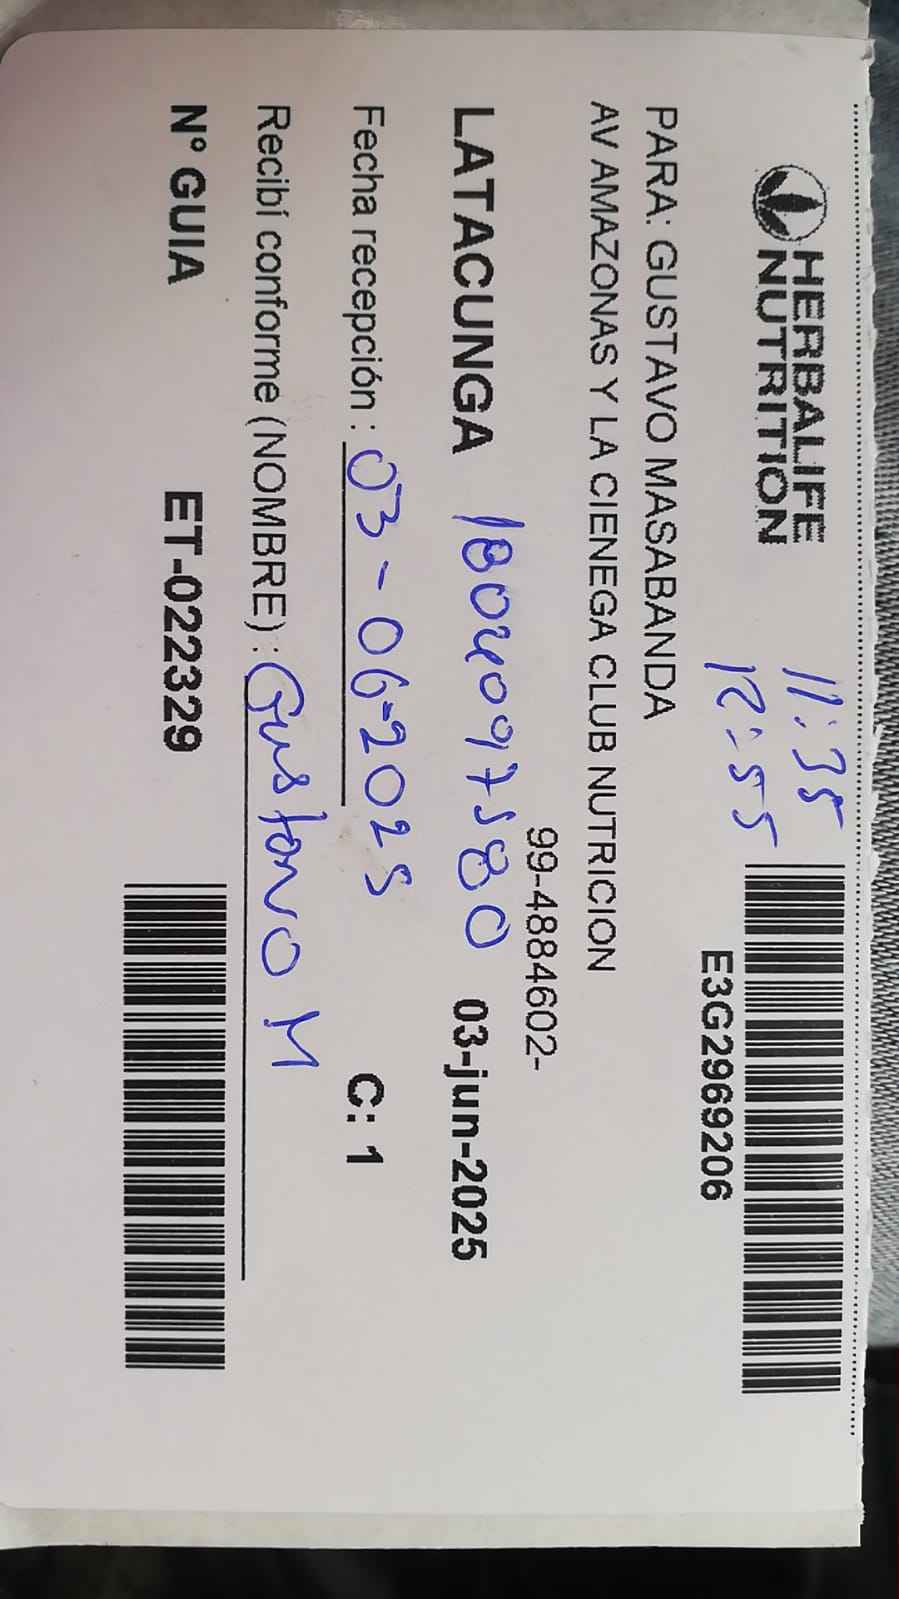 HERBALIFE
NUTRITION
11:35
12:55
E3G2969206
PARA: GUSTAVO MASABANDA
AV AMAZONAS Y LA CIENEGA CLUB NUTRICION
99-4884602-
LATACUNGA 1804097580 03-jun-2025
Fecha recepción : 03-06-2025 C: 1
Recibí conforme (NOMBRE) : Gustavo M
N° GUIA ET-022329